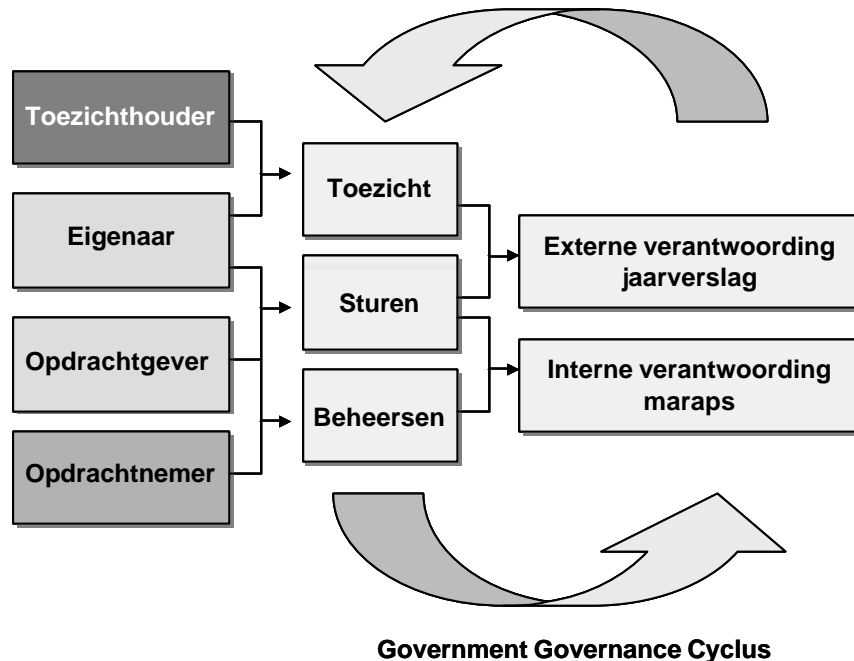 Toezichthouder
Eigenaar
Opdrachtgever
Opdrachtnemer
Toezicht
Sturen
Beheersen
Externe verantwoording
jaarverslag
Interne verantwoording
maraps
Government Governance Cyclus